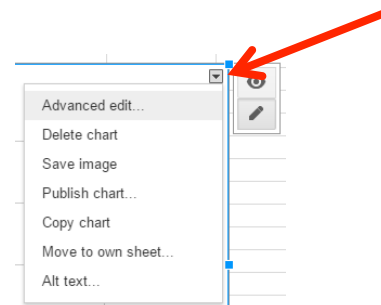 Advanced edit...
Delete chart
Save image
Publish chart...
Copy chart
Move to own sheet...
Alt text...